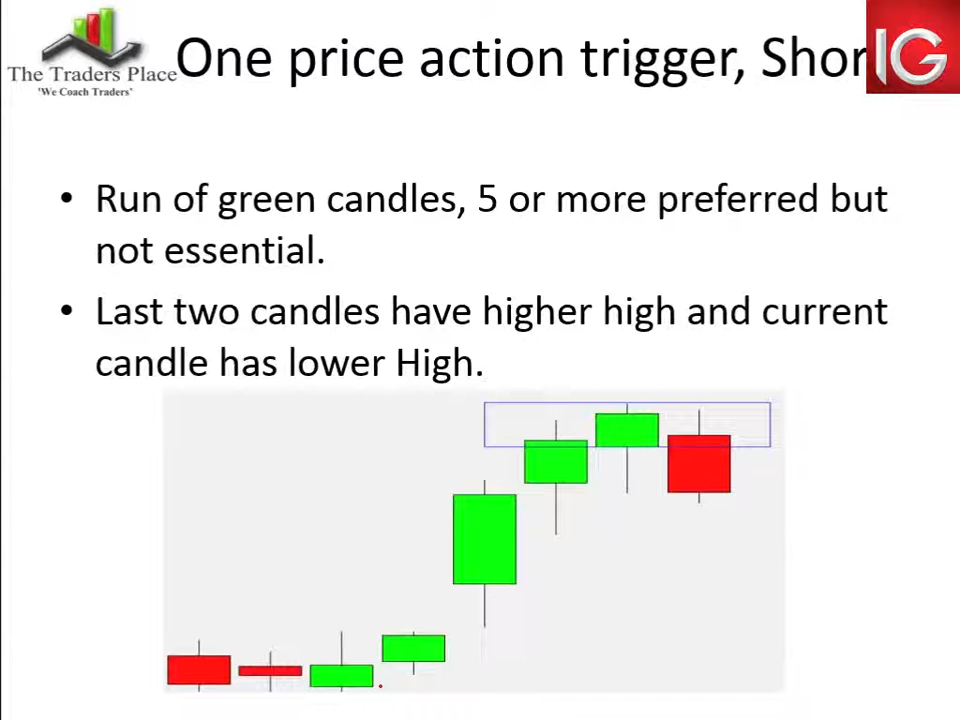 One price action trigger, Shor
IG
The Traders Place
'We Coach Traders'
• Run of green candles, 5 or more preferred but
not essential.
• Last two candles have higher high and current
candle has lower High.